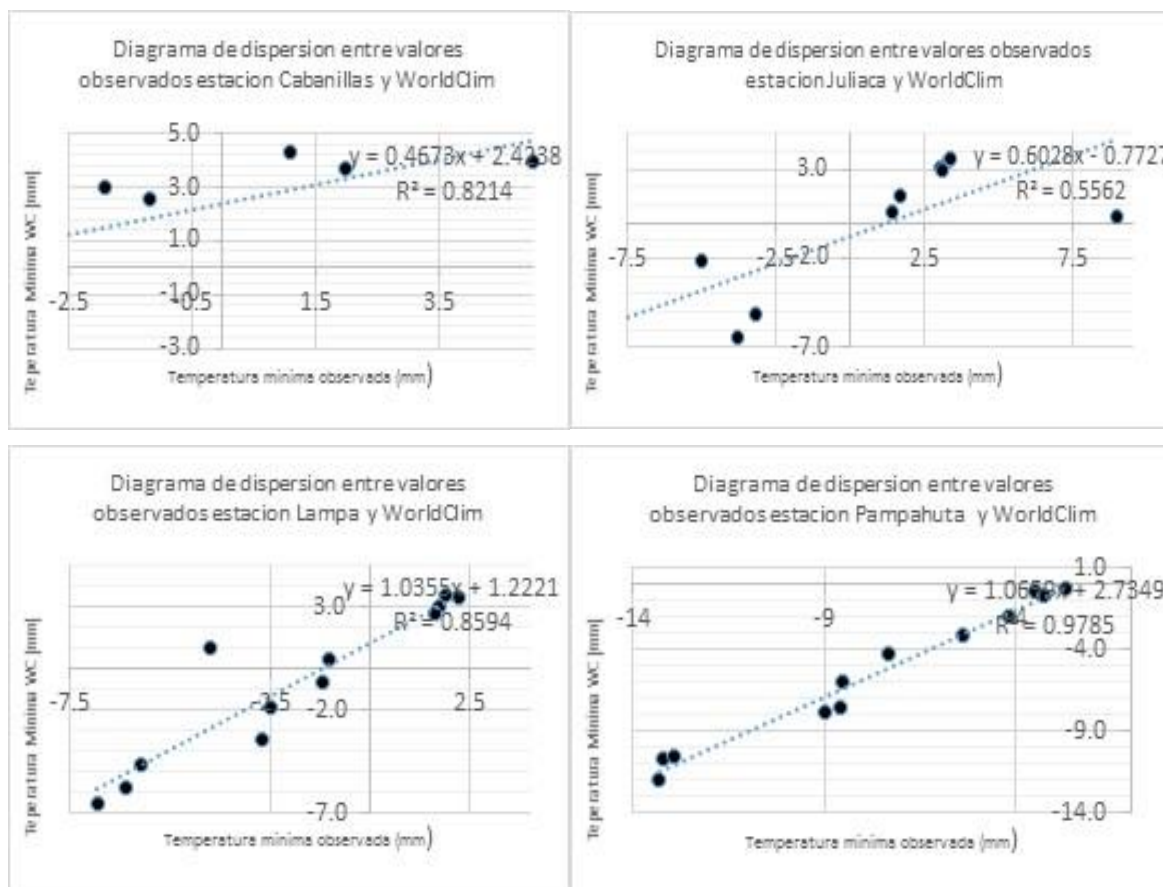 Diagrama de dispersion entre valores
observados estacion Cabanillas y WorldClim
Teperatura Minima WC [mm]
5.0
3.0
1.0
-1.0
-3.0
-2.5
-0.5
1.5
3.5
y = 0.4673x + 2.4238
R² = 0.8214
Temperatura minima observada (mm)
Diagrama de dispersion entre valores observados
estacion Juliaca y WorldClim
Teperatura Minima WC [mm]
3.0
-2.0
-7.0
-7.5
-2.5
2.5
7.5
y = 0.6028x - 0.7727
R² = 0.5562
Temperatura minima observada (mm)
Diagrama de dispersion entre valores
observados estacion Lampa y WorldClim
Teperatura Minima WC [mm]
3.0
-2.0
-7.0
-7.5
-2.5
2.5
y = 1.0355x + 1.2221
R² = 0.8594
Temperatura minima observada (mm)
Diagrama de dispersion entre valores
observados estacion Pampahuta y WorldClim
Teperatura Minima WC [mm]
1.0
-4.0
-9.0
-14.0
-14
-9
-4
+ 2.7349
R² = 0.9785
Temperatura minima observada (mm)